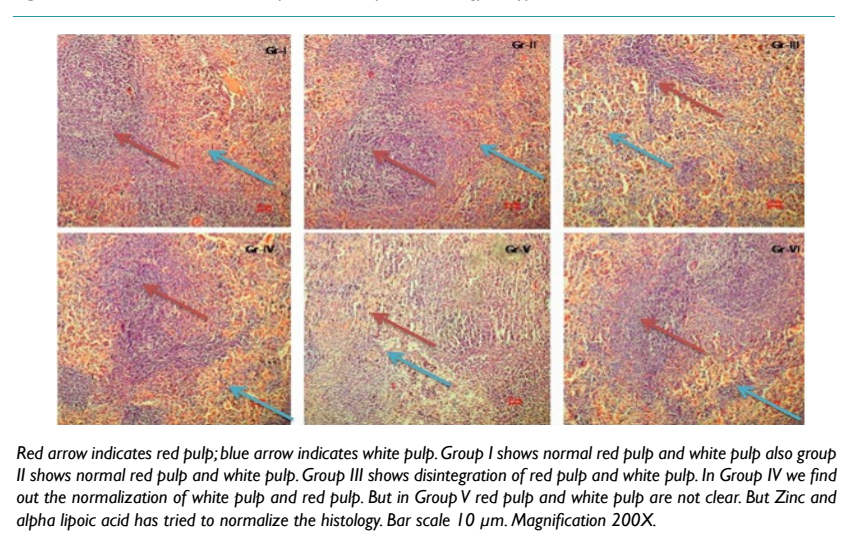 Gr-I
Gr-II
Gr-III
Gr-IV
Gr-V
Gr-VI
Red arrow indicates red pulp; blue arrow indicates white pulp. Group I shows normal red pulp and white pulp also group
II shows normal red pulp and white pulp. Group III shows disintegration of red pulp and white pulp. In Group IV we find
out the normalization of white pulp and red pulp. But in Group V red pulp and white pulp are not clear. But Zinc and
alpha lipoic acid has tried to normalize the histology. Bar scale 10 µm. Magnification 200X.